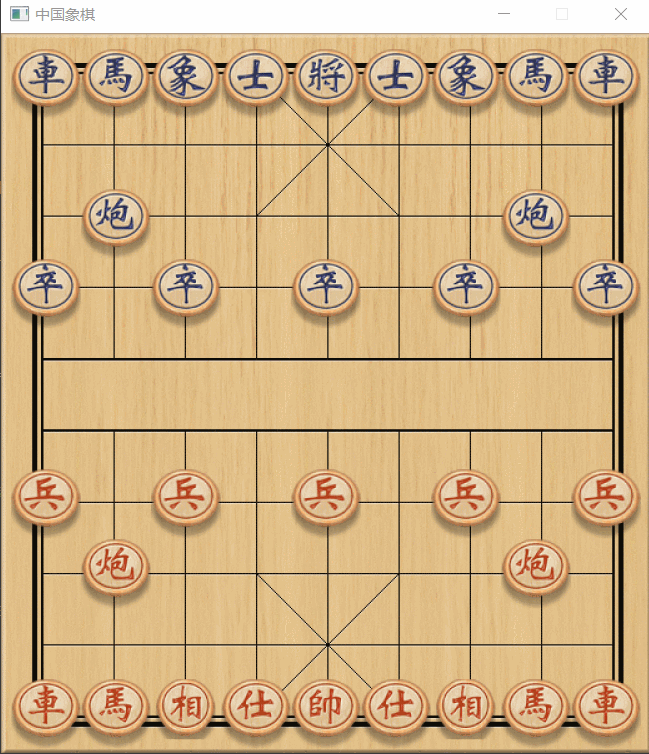 中国象棋
車馬象士將士象馬車
炮炮
卒卒卒卒卒
兵兵兵兵兵
炮炮
車馬相仕帥仕相馬車